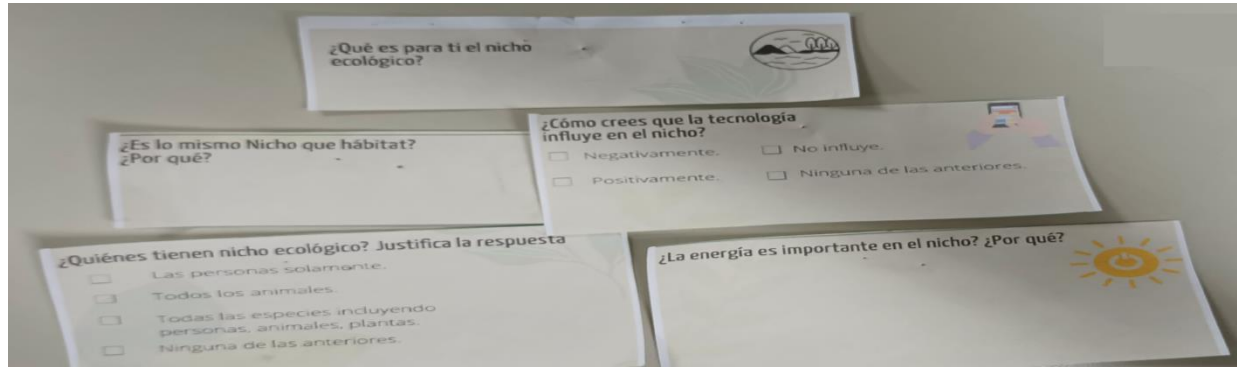 ¿Qué es para ti el nicho
ecológico?
¿Es lo mismo Nicho que hábitat?
¿Por qué?
¿Cómo crees que la tecnología
influye en el nicho?
Negativamente.
No influye.
Positivamente.
Ninguna de las anteriores.
¿Quiénes tienen nicho ecológico? Justifica la respuesta
Las personas solamente.
Todos los animales.
Todas las especies incluyendo
personas, animales, plantas.
Ninguna de las anteriores.
¿La energía es importante en el nicho? ¿Por qué?